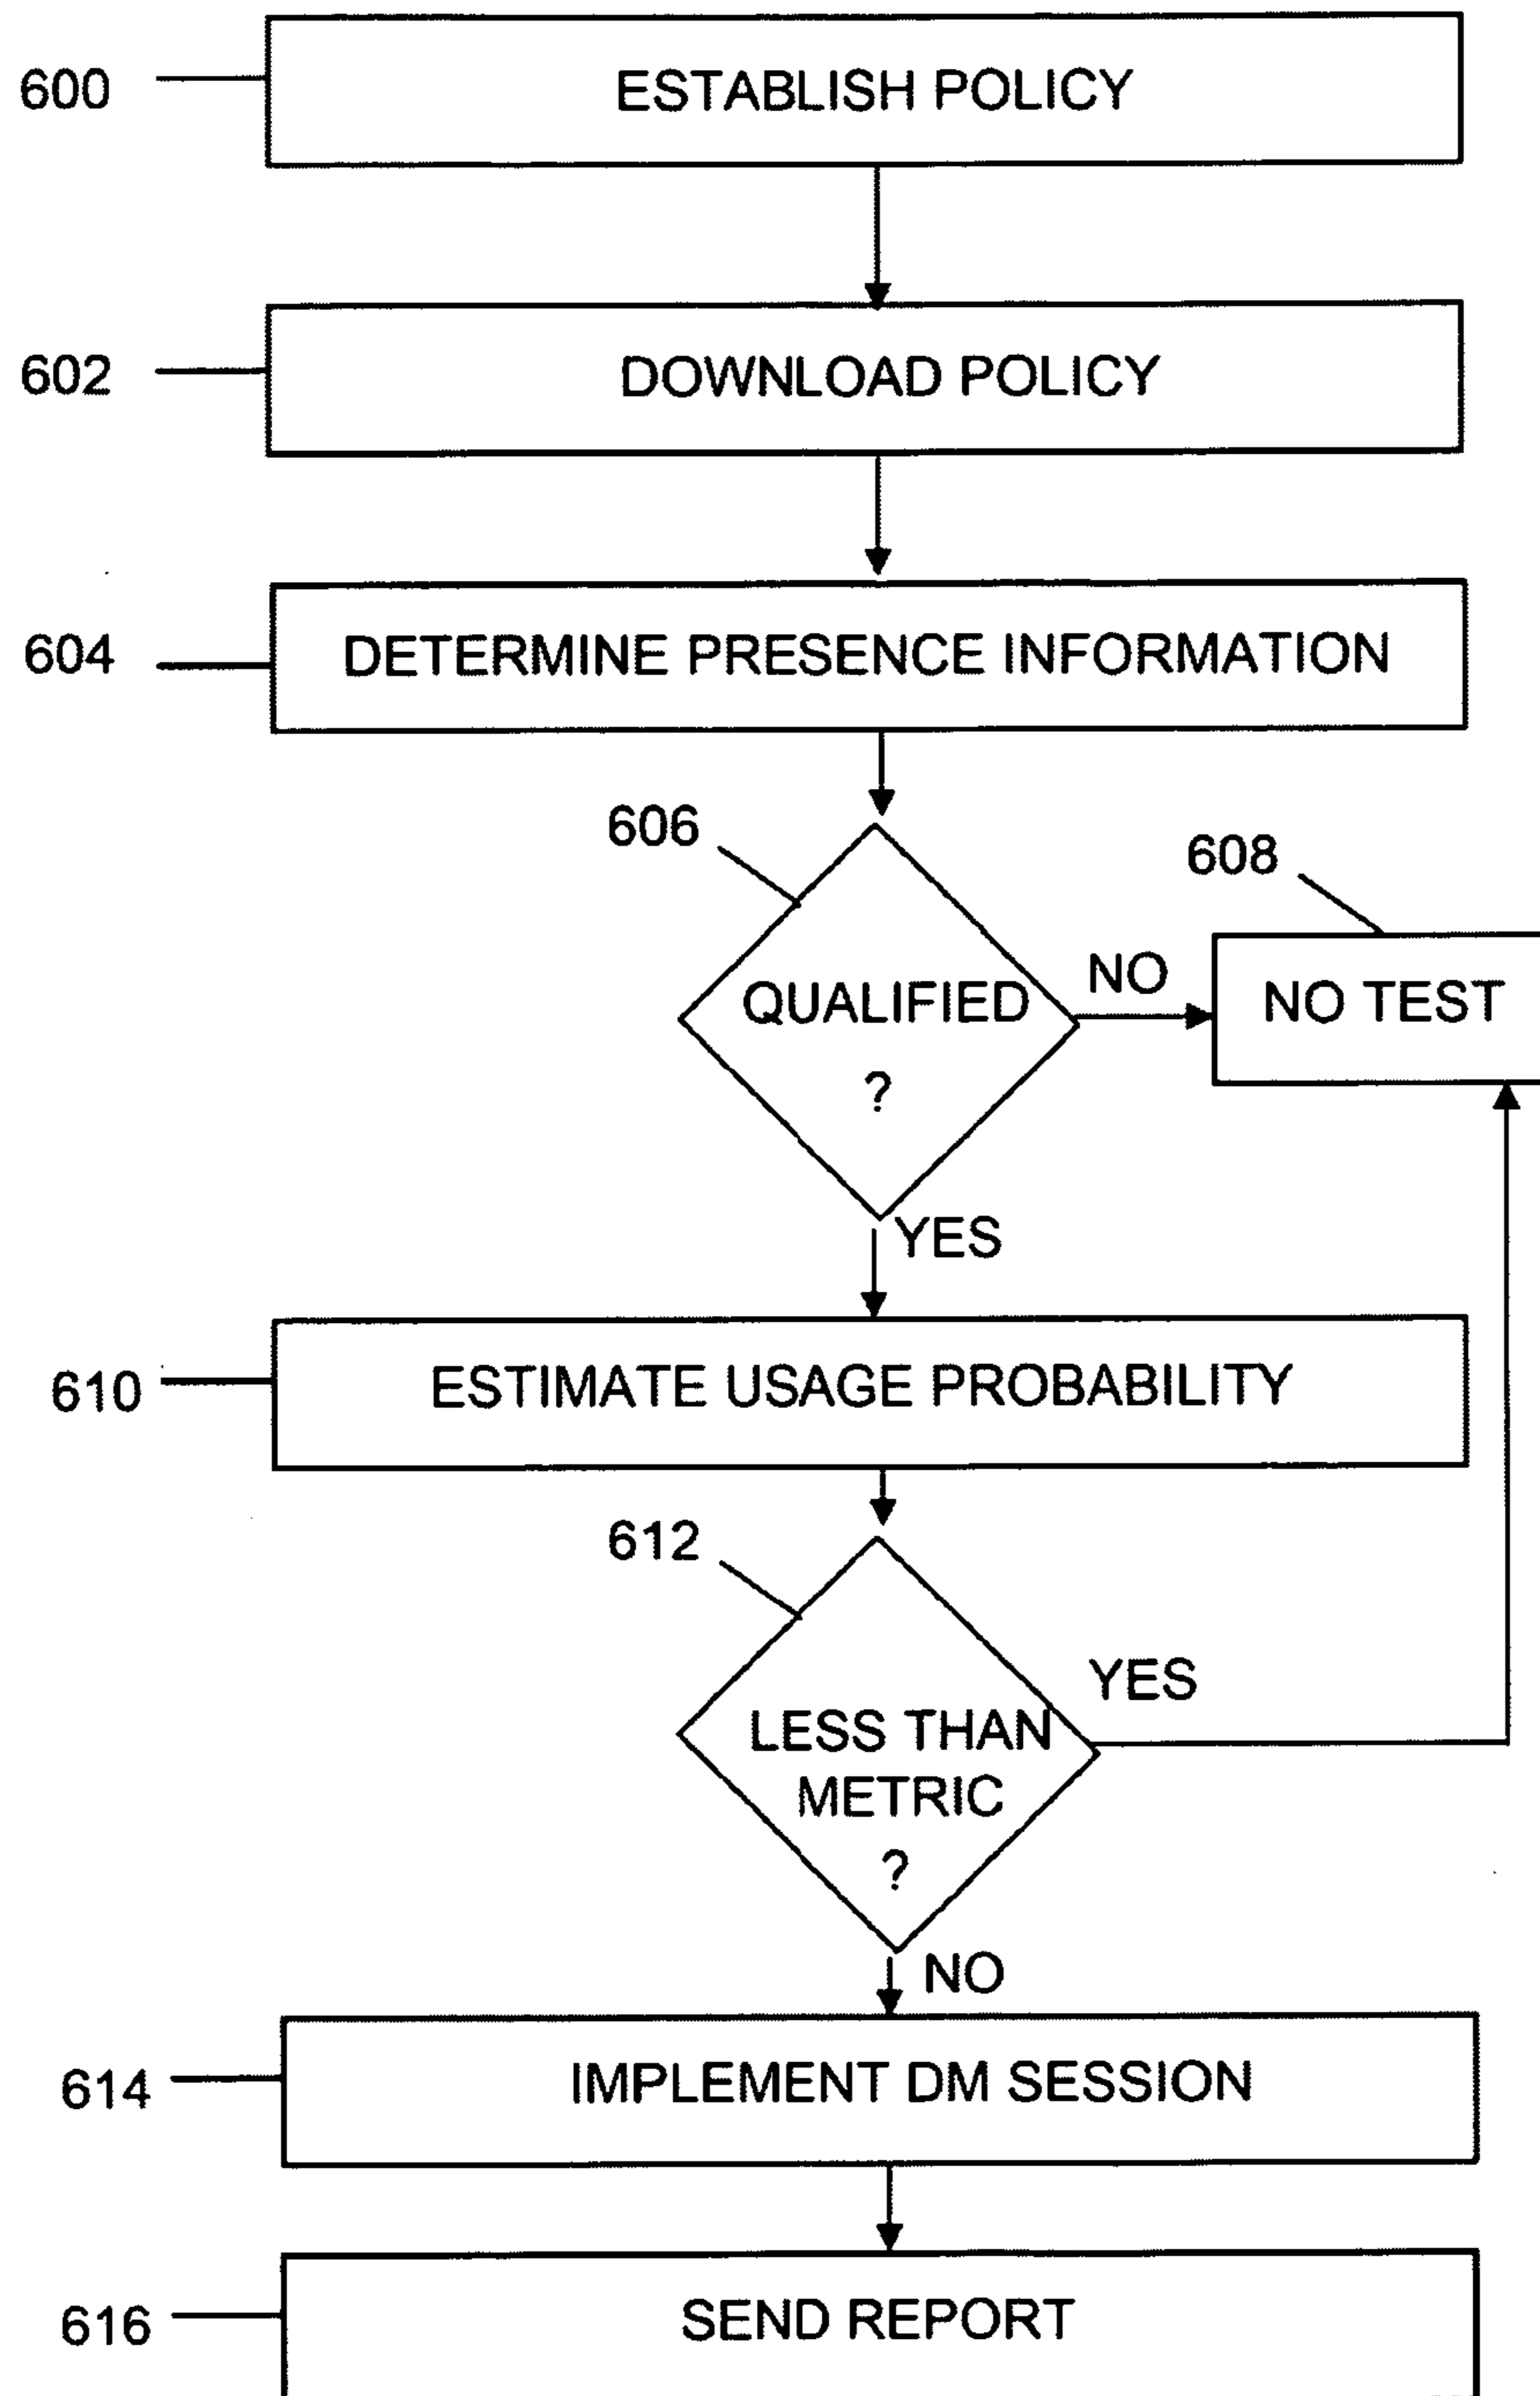 600
ESTABLISH POLICY
602
DOWNLOAD POLICY
604
DETERMINE PRESENCE INFORMATION
606
608
QUALIFIED
?
NO
NO TEST
YES
610
ESTIMATE USAGE PROBABILITY
612
LESS THAN
METRIC
?
YES
NO
614
IMPLEMENT DM SESSION
616
SEND REPORT